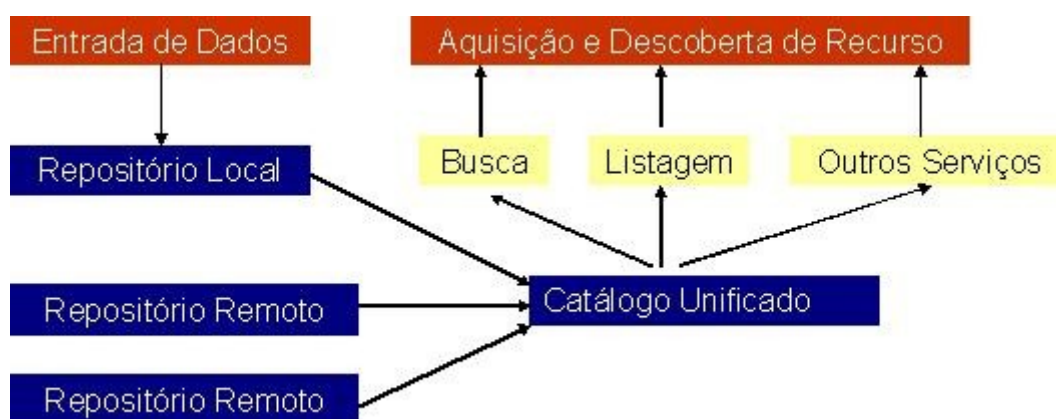 Entrada de Dados
Aquisição e Descoberta de Recurso
Repositório Local
Busca
Listagem
Outros Serviços
Repositório Remoto
Catálogo Unificado
Repositório Remoto